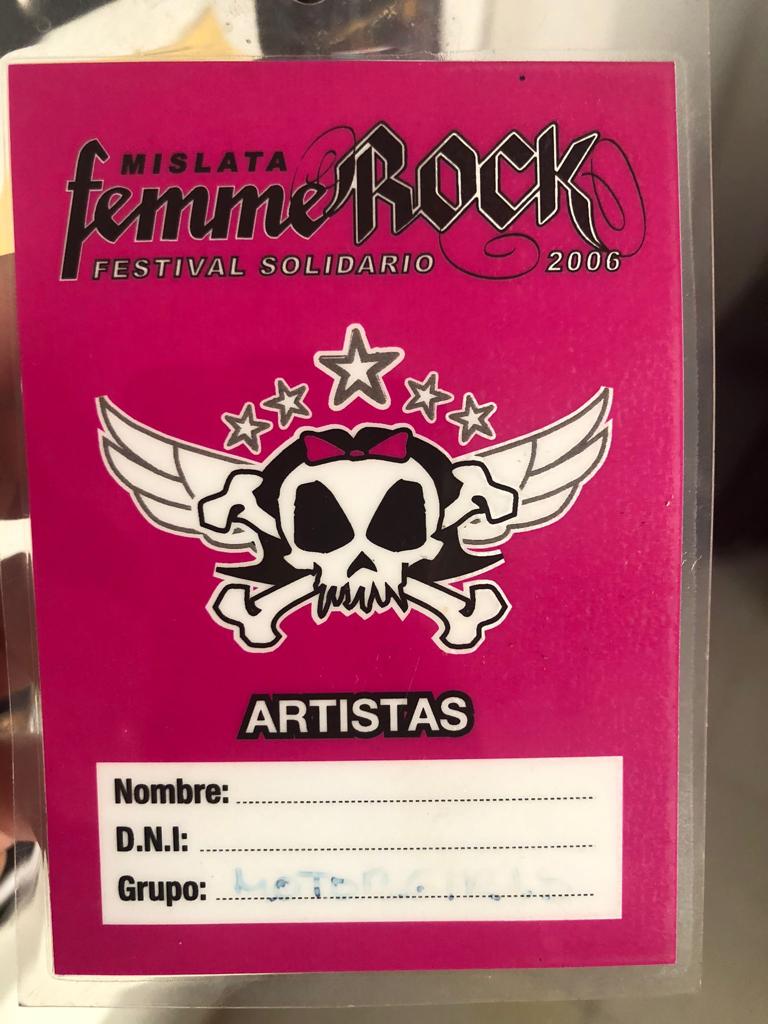 MISLATA
femme ROCK
FESTIVAL SOLIDARIO 2006
ARTISTAS
Nombre:
D.N.I:
Grupo: